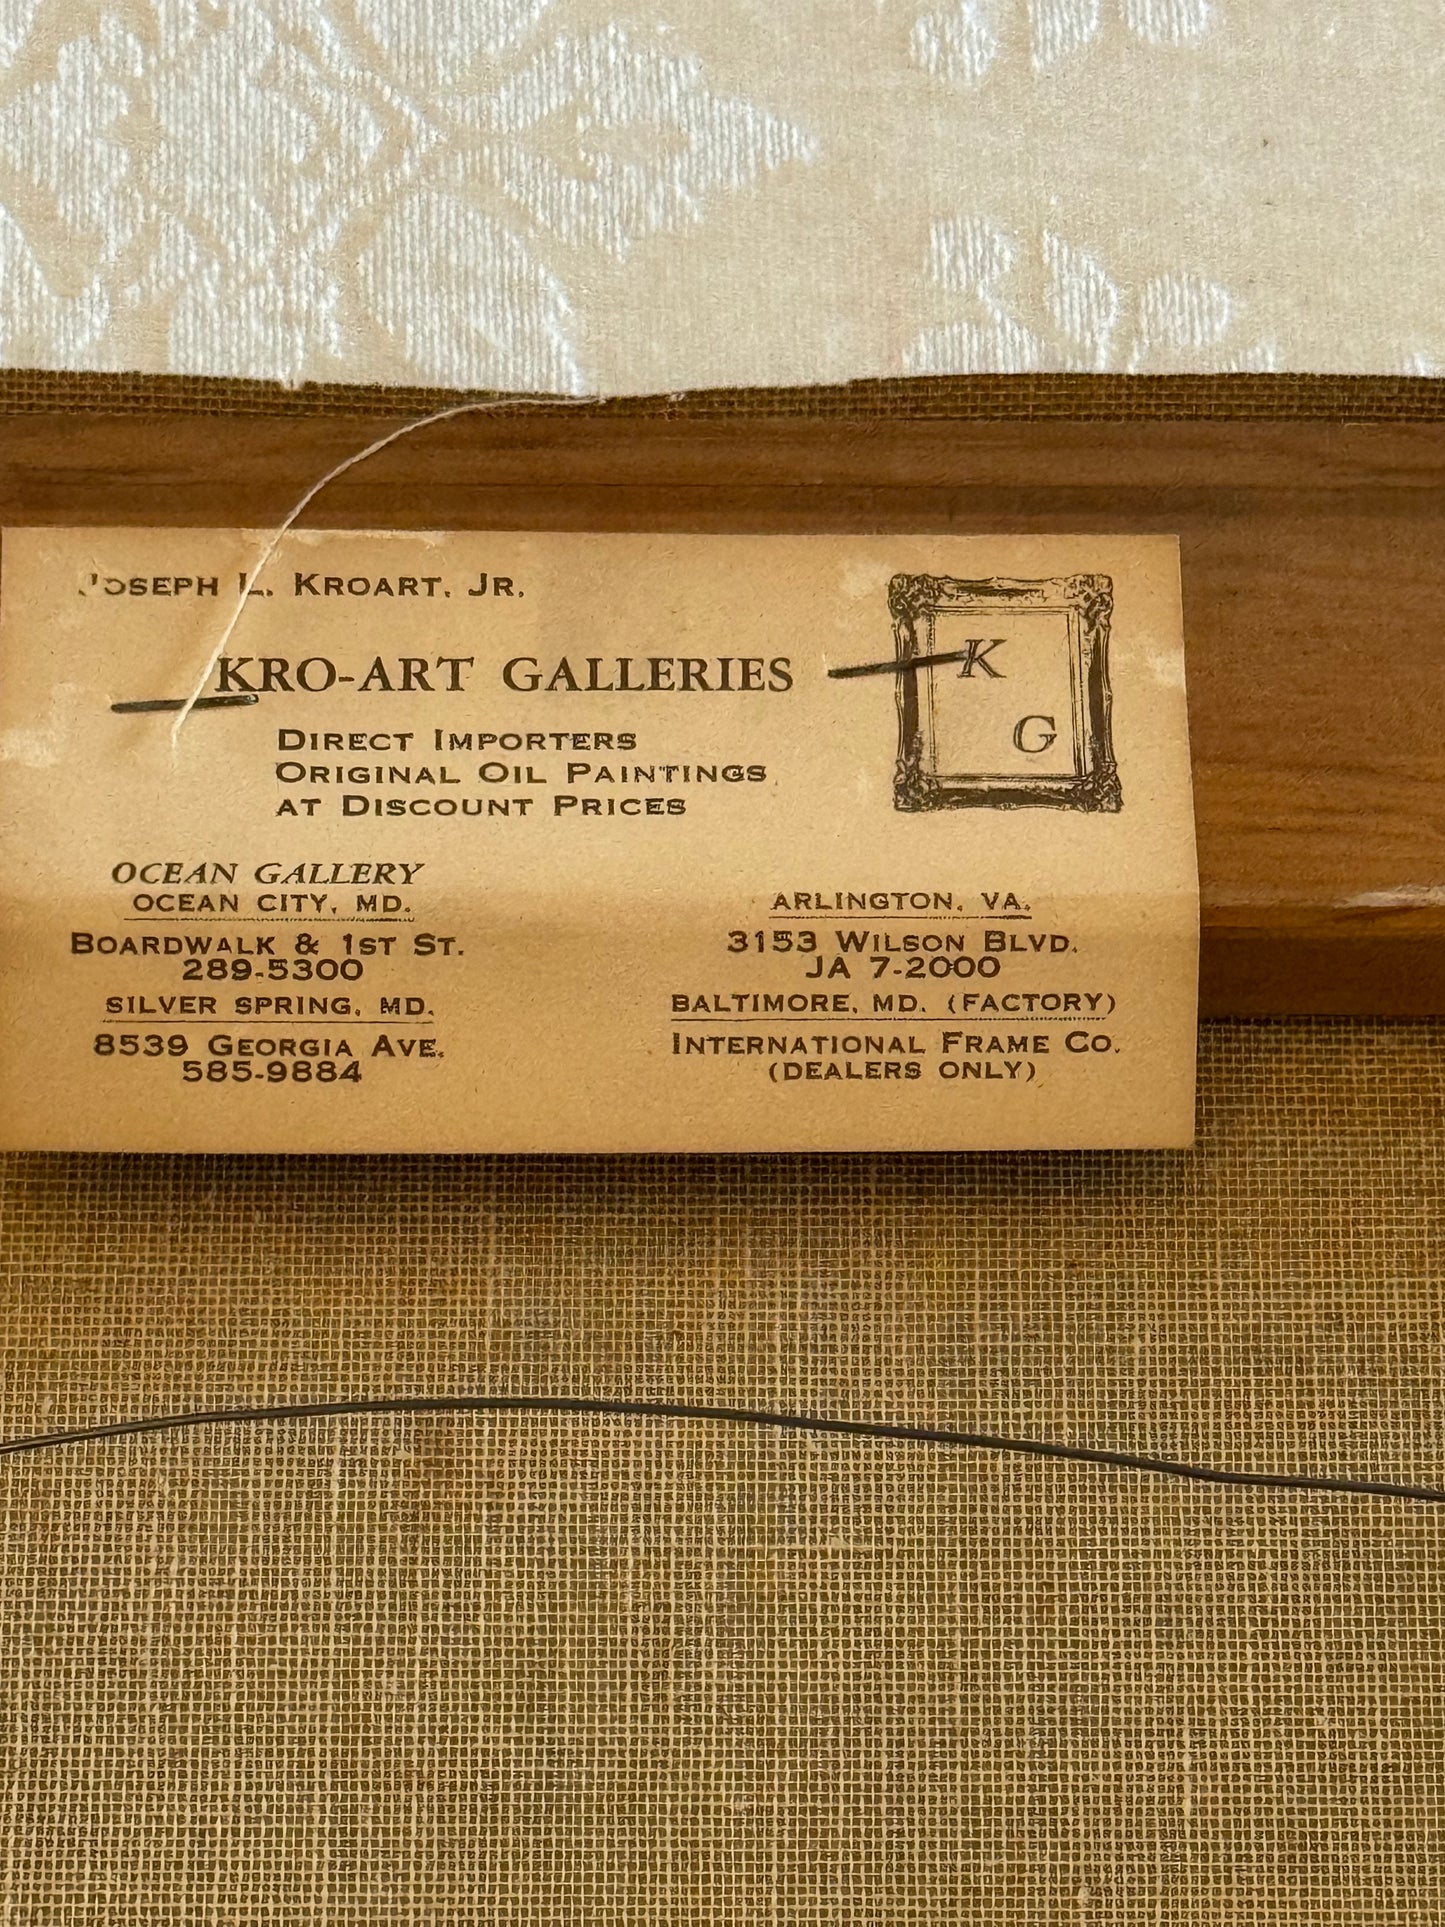 JOSEPH L. KROART, JR.
KRO-ART GALLERIES
K
G
DIRECT IMPORTERS
ORIGINAL OIL PAINTINGS
AT DISCOUNT PRICES
OCEAN GALLERY
OCEAN CITY, MD.
BOARDWALK & 1ST ST.
289-5300
SILVER SPRING, MD.
8539 GEORGIA AVE.
585-9884
ARLINGTON, VA.
3153 WILSON BLVD.
JA 7-2000
BALTIMORE, MD. (FACTORY)
INTERNATIONAL FRAME CO.
(DEALERS ONLY)